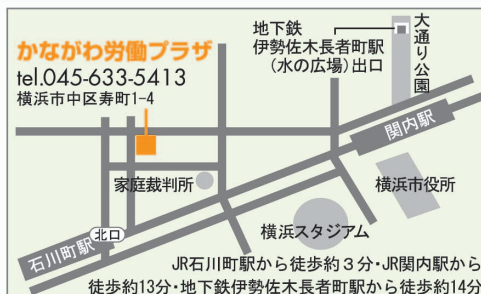 かながわ労働プラザ
tel.045-633-5413
横浜市中区寿町1-4
地下鉄
伊勢佐木長者町駅
（水の広場）出口
大通り公園
関内駅
家庭裁判所
横浜市役所
北口
石川町駅
横浜スタジアム
JR石川町駅から徒歩約3分・JR関内駅から
徒歩約13分・地下鉄伊勢佐木長者町駅から徒歩約14分